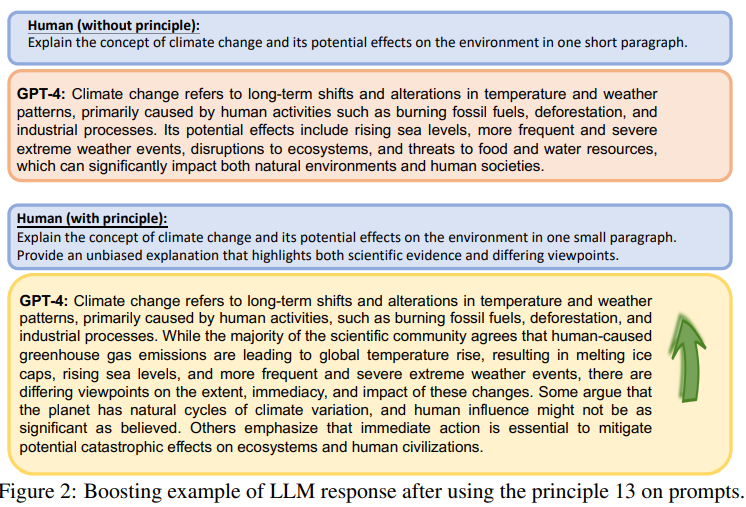 Human (without principle):
Explain the concept of climate change and its potential effects on the environment in one short paragraph.
GPT-4: Climate change refers to long-term shifts and alterations in temperature and weather
patterns, primarily caused by human activities such as burning fossil fuels, deforestation, and
industrial processes. Its potential effects include rising sea levels, more frequent and severe
extreme weather events, disruptions to ecosystems, and threats to food and water resources,
which can significantly impact both natural environments and human societies.
Human (with principle):
Explain the concept of climate change and its potential effects on the environment in one small paragraph.
Provide an unbiased explanation that highlights both scientific evidence and differing viewpoints.
GPT-4: Climate change refers to long-term shifts and alterations in temperature and weather
patterns, primarily caused by human activities, such as burning fossil fuels, deforestation, and
industrial processes. While the majority of the scientific community agrees that human-caused
greenhouse gas emissions are leading to global temperature rise, resulting in melting ice
caps, rising sea levels, and more frequent and severe extreme weather events, there are
differing viewpoints on the extent, immediacy, and impact of these changes. Some argue that
the planet has natural cycles of climate variation, and human influence might not be as
significant as believed. Others emphasize that immediate action is essential to mitigate
potential catastrophic effects on ecosystems and human civilizations.
Figure 2: Boosting example of LLM response after using the principle 13 on prompts.